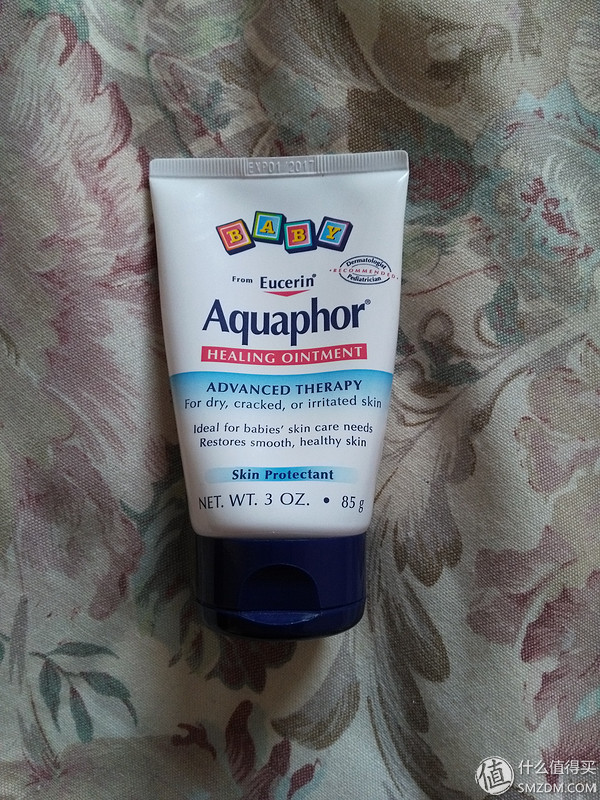 EXP01 2017
BABY
From Eucerin®
Dermatologist
• RECOMMENDED •
Pediatrician
Aquaphor®
HEALING OINTMENT
ADVANCED THERAPY
For dry, cracked, or irritated skin
Ideal for babies' skin care needs
Restores smooth, healthy skin
Skin Protectant
NET. WT. 3 OZ. • 85 g
值 什么值得买
SMZDM.COM